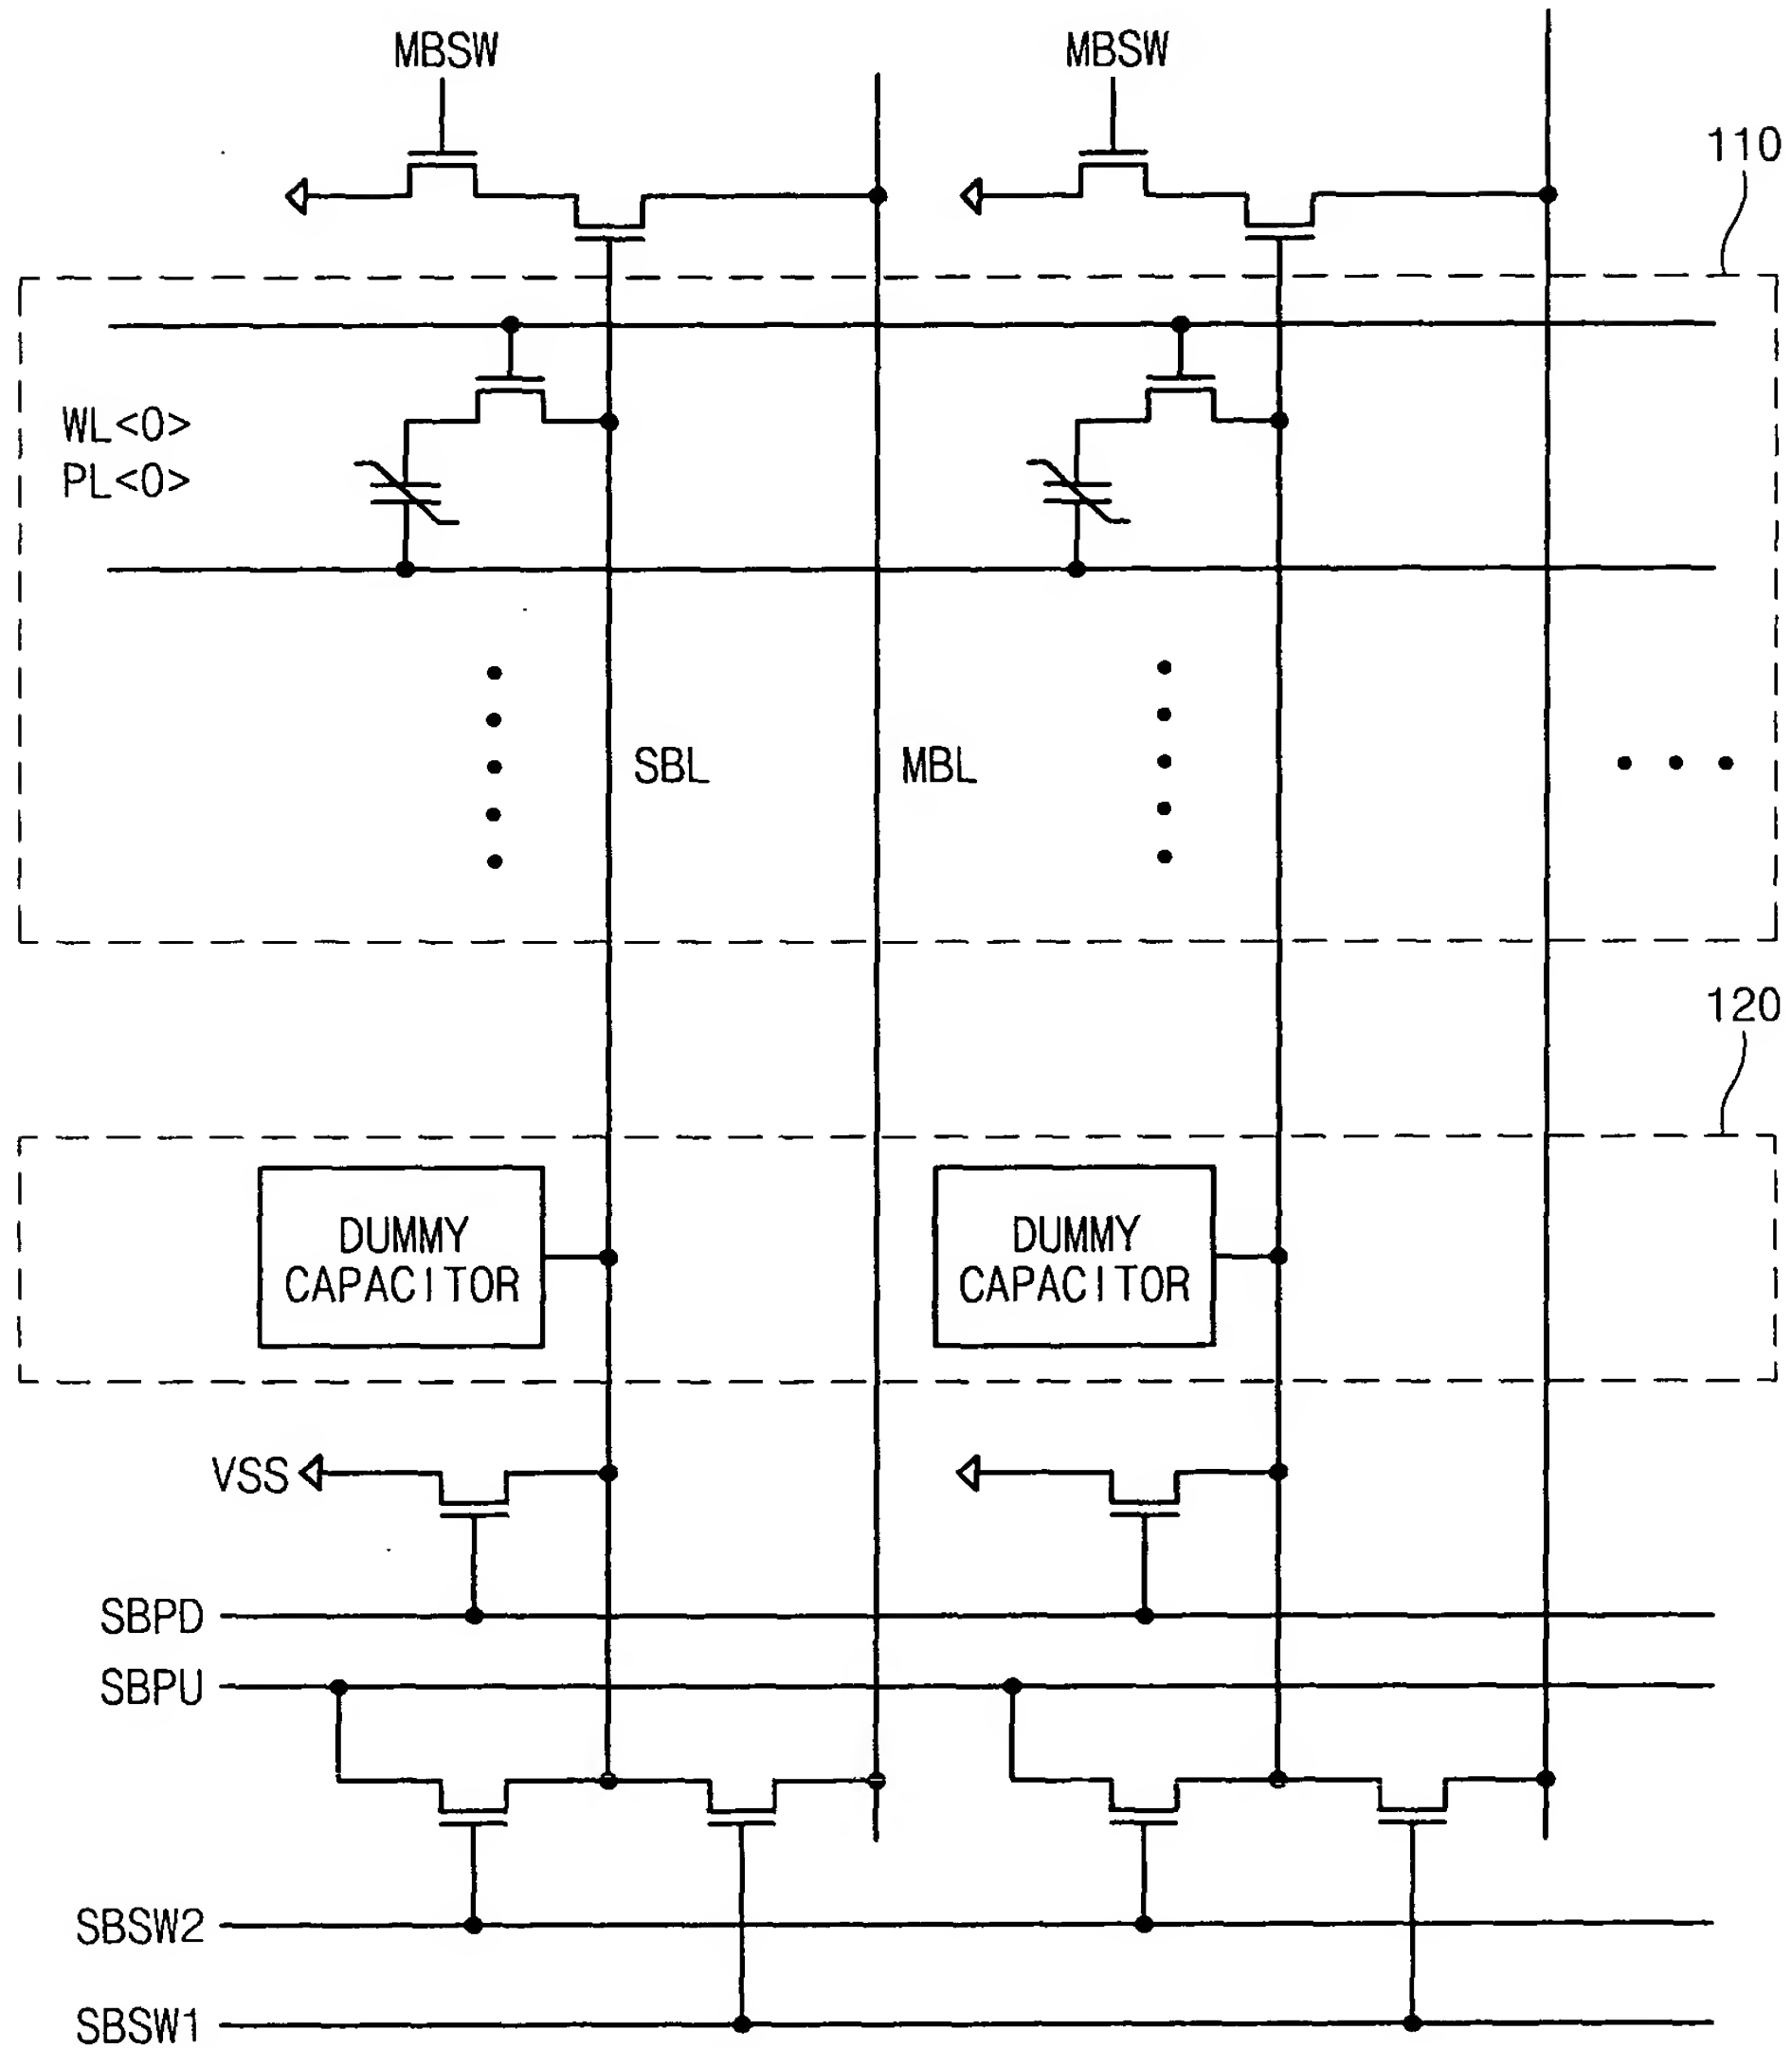 MBSW
MBSW
110
WL<0>
PL<0>
SBL
MBL
120
DUMMY
CAPACITOR
DUMMY
CAPACITOR
VSS
SBPD
SBPU
SBSW2
SBSW1